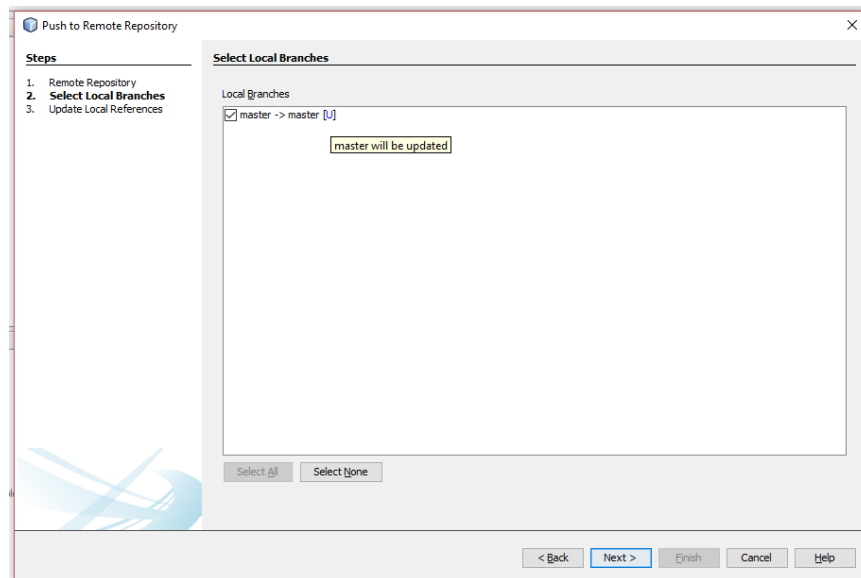 Push to Remote Repository
Steps
1. Remote Repository
2. Select Local Branches
3. Update Local References
Select Local Branches
Local Branches
master -> master [U]
master will be updated
Select All
Select None
< Back
Next >
Finish
Cancel
Help